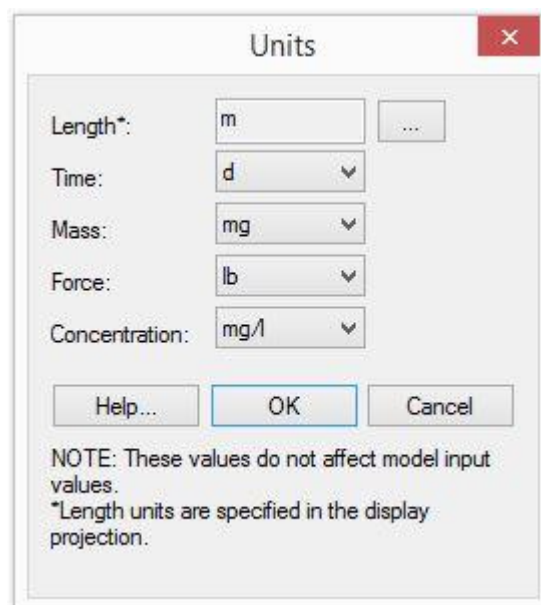 Units
Length*: m ...
Time: d
Mass: mg
Force: lb
Concentration: mg/l
Help... OK Cancel
NOTE: These values do not affect model input
values.
*Length units are specified in the display
projection.